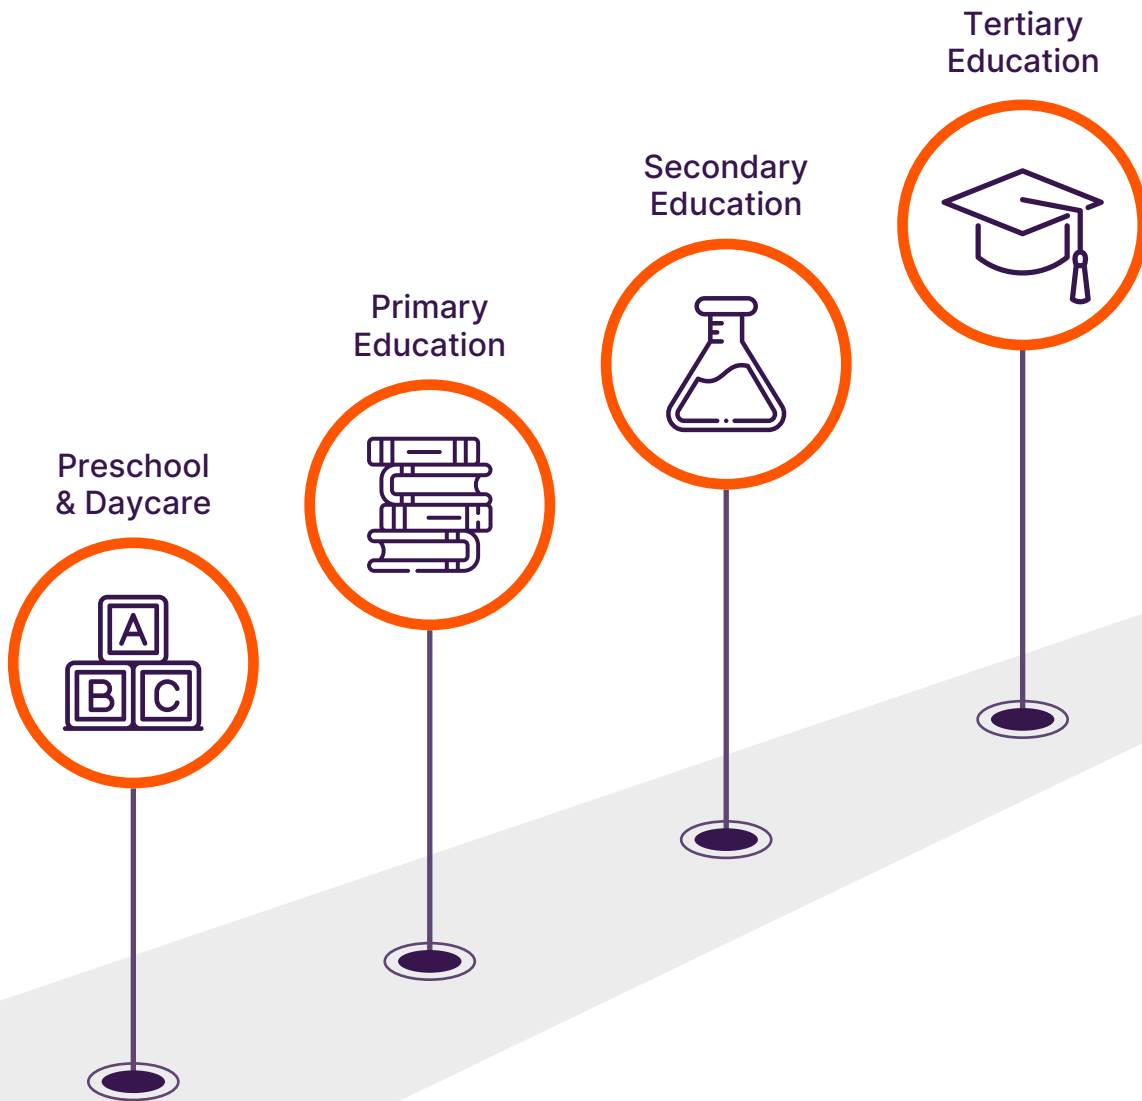 Tertiary
Education
Secondary
Education
Primary
Education
Preschool
& Daycare
A
B C